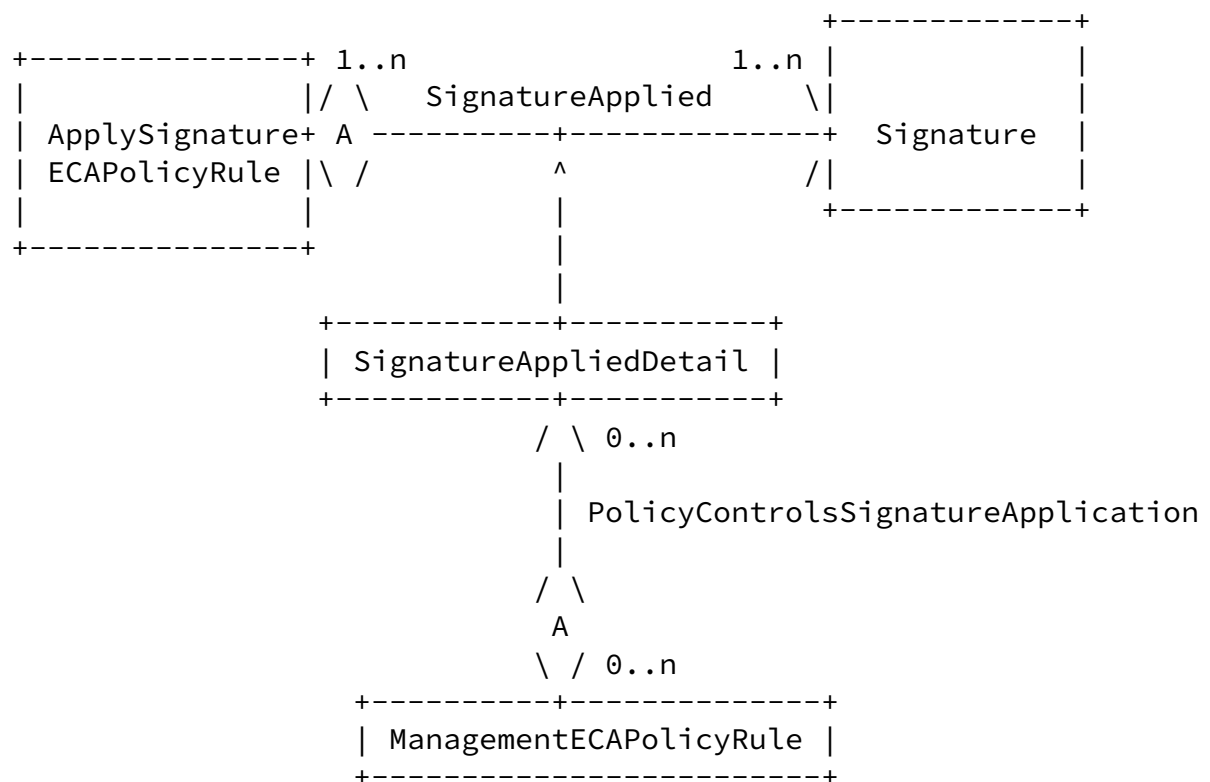 +-------------+
+---------------+ 1..n                        1..n   |             |
|               |/ \    SignatureApplied            \|             |
| ApplySignature+ A ----------+--------------+  Signature  |
| ECAPolicyRule |\ /          ^                     /|             |
|               |             |                      +-------------+
+---------------+             |
                              |
                 +------------+-----------+
                 | SignatureAppliedDetail |
                 +------------+-----------+
                             / \ 0..n
                              |
                              | PolicyControlsSignatureApplication
                              |
                             / \
                              A
                             \ / 0..n
                   +----------+--------------+
                   | ManagementECAPolicyRule |
                   +-------------------------+